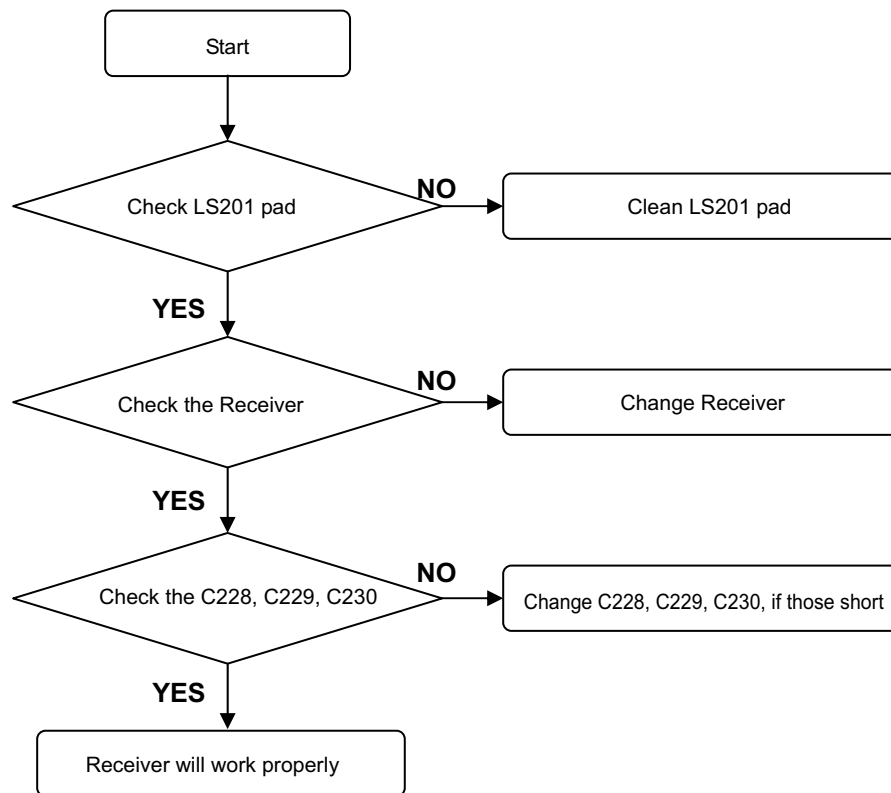 Start
Check LS201 pad
NO
Clean LS201 pad
YES
Check the Receiver
NO
Change Receiver
YES
Check the C228, C229, C230
NO
Change C228, C229, C230, if those short
YES
Receiver will work properly